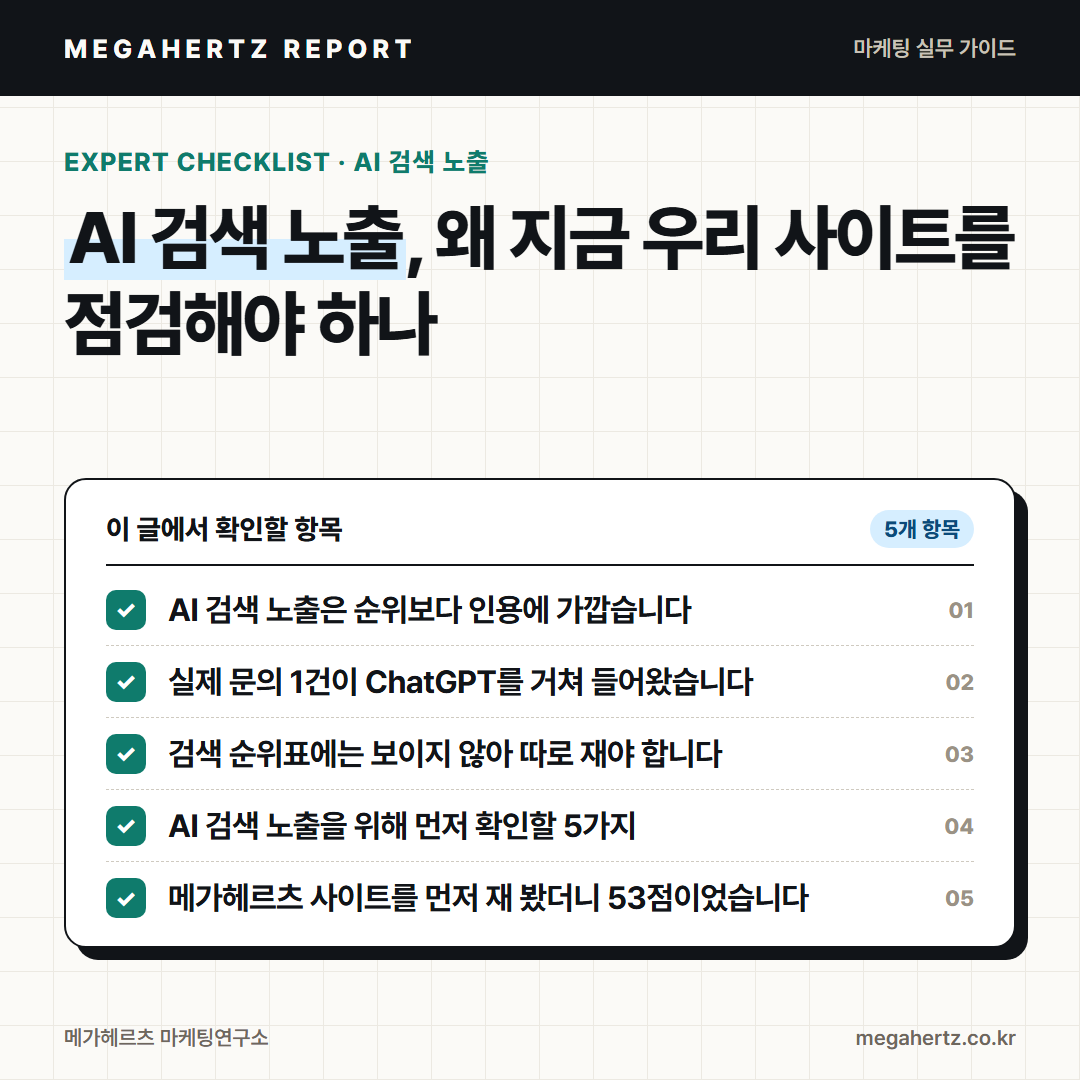 MEGAHERTZ REPORT
마케팅 실무 가이드
EXPERT CHECKLIST · AI 검색 노출
AI 검색 노출, 왜 지금 우리 사이트를
점검해야 하나
이 글에서 확인할 항목
5개 항목
AI 검색 노출은 순위보다 인용에 가깝습니다
01
실제 문의 1건이 ChatGPT를 거쳐 들어왔습니다
02
검색 순위표에는 보이지 않아 따로 재야 합니다
03
AI 검색 노출을 위해 먼저 확인할 5가지
04
메가헤르츠 사이트를 먼저 재 봤더니 53점이었습니다
05
메가헤르츠 마케팅연구소
megahertz.co.kr